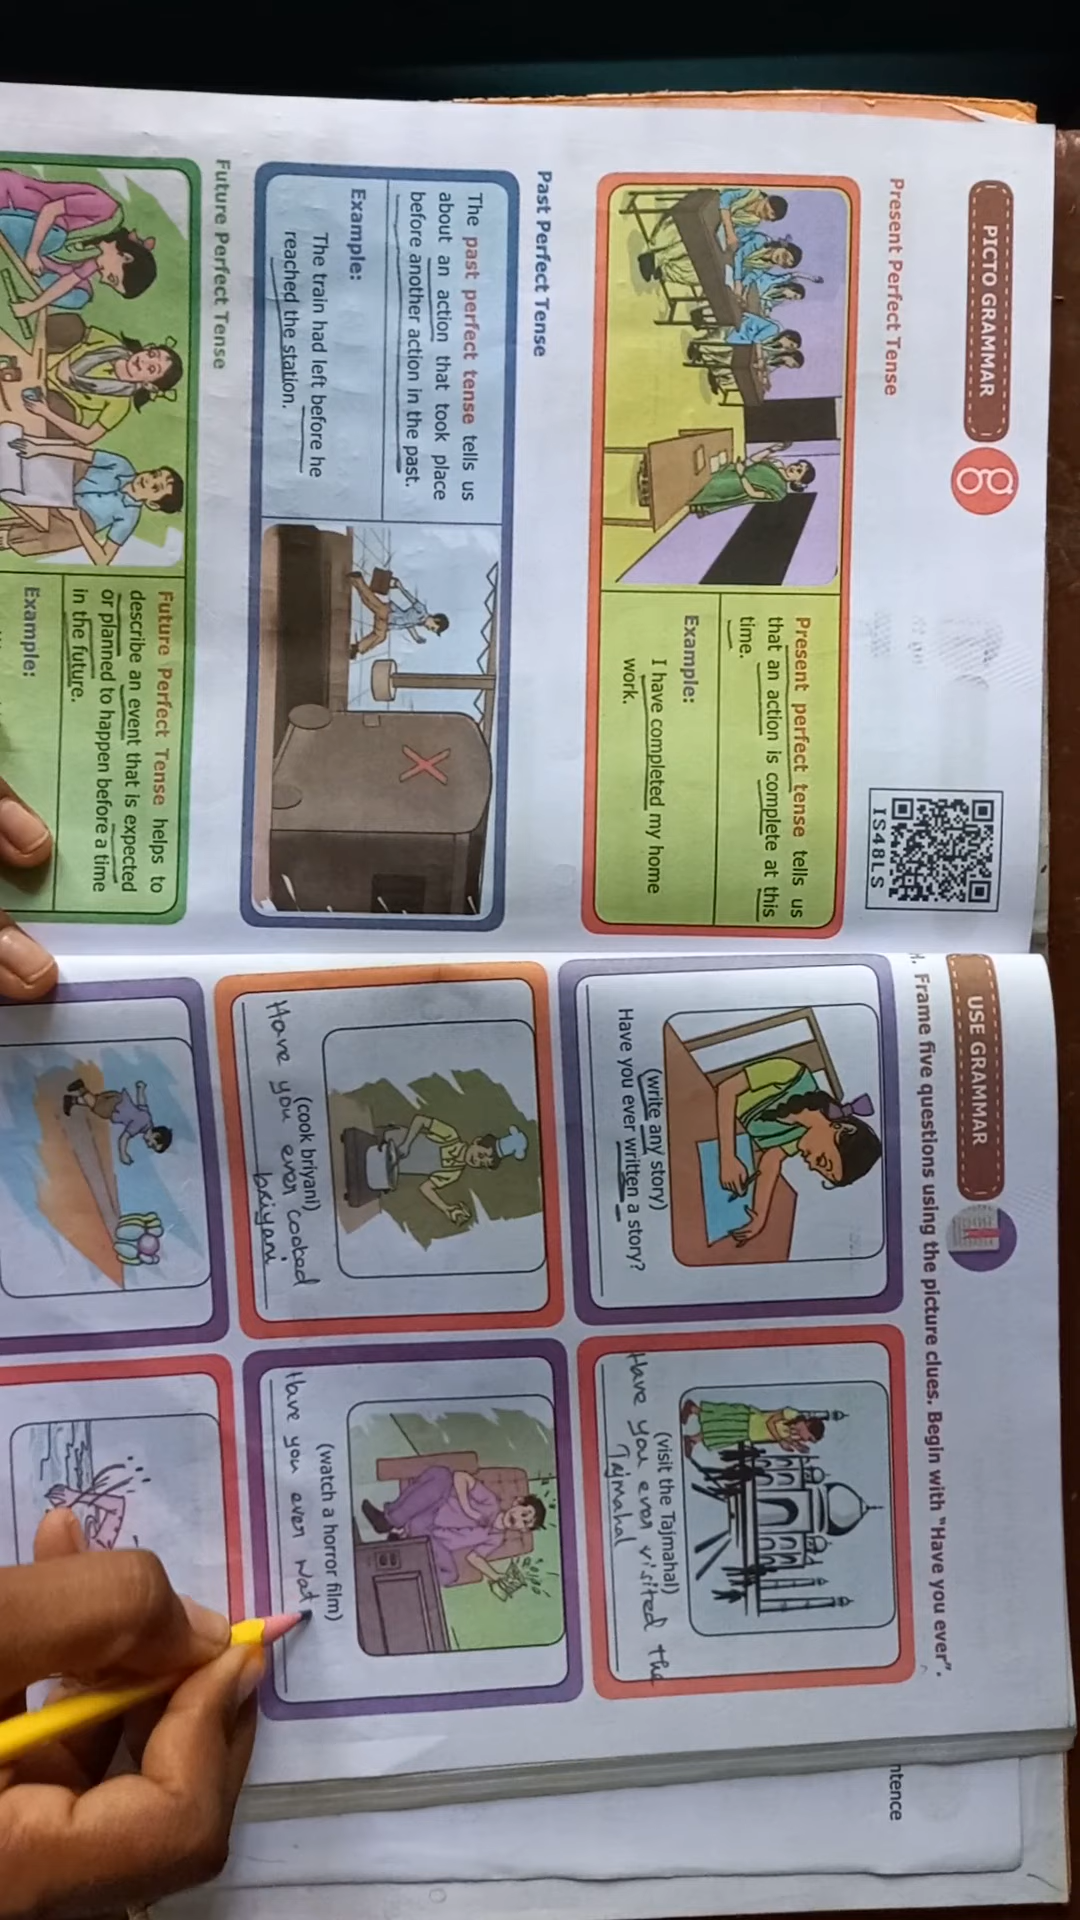 PICTO GRAMMAR
IS48LS
Present Perfect Tense
Present perfect tense tells us
that an action is complete at this
time.
Example:
I have completed my home
work.
Past Perfect Tense
The past perfect tense tells us
about an action that took place
before another action in the past.
Example:
The train had left before he
reached the station.
Future Perfect Tense
Future Perfect Tense helps to
describe an event that is expected
or planned to happen before a time
in the future.
Example:
USE GRAMMAR
Frame five questions using the picture clues. Begin with "Have you ever".
(write any story)
Have you ever written a story?
(visit the Tajmahal)
Have you ever visited the
Tajmahal
(cook briyani)
Have you ever cooked
briyani
(watch a horror film)
Have you ever wat
ntence